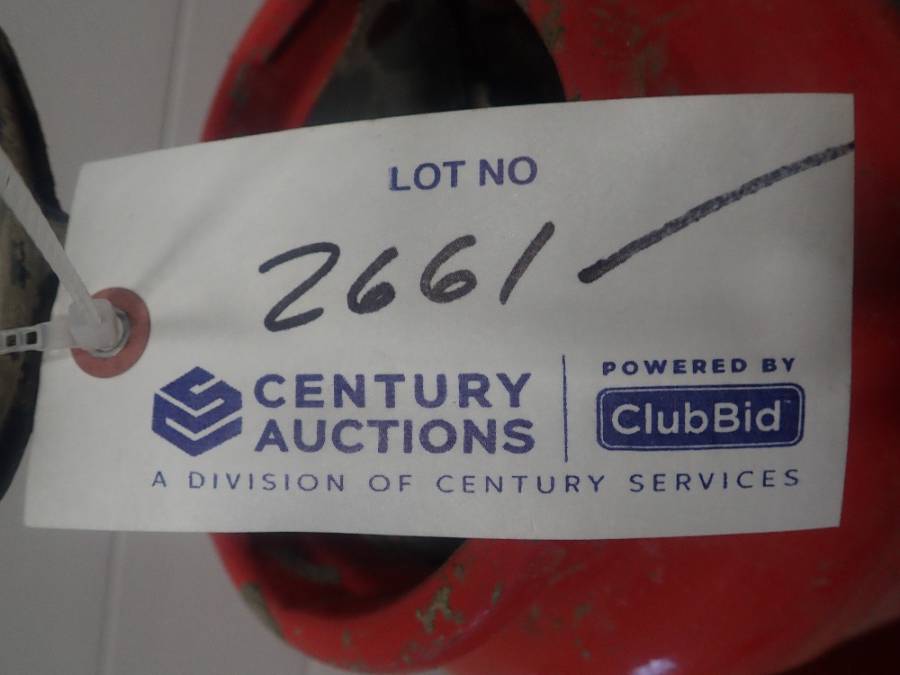 LOT NO
2661
CENTURY
AUCTIONS
POWERED BY
ClubBid
A DIVISION OF CENTURY SERVICES